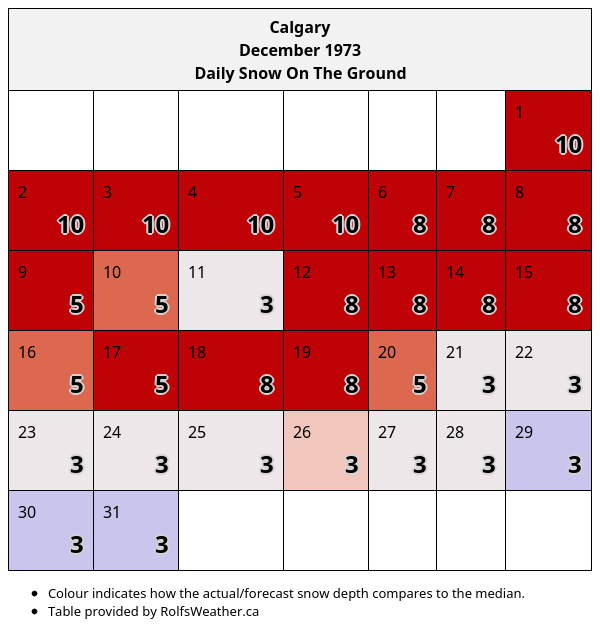 Calgary
December 1973
Daily Snow On The Ground
1
10
2 3 4 5 6 7 8
10 10 10 10 8 8 8
9 10 11 12 13 14 15
5 5 3 8 8 8 8
16 17 18 19 20 21 22
5 5 8 8 5 3 3
23 24 25 26 27 28 29
3 3 3 3 3 3 3
30 31
3 3
• Colour indicates how the actual/forecast snow depth compares to the median.
• Table provided by RolfsWeather.ca